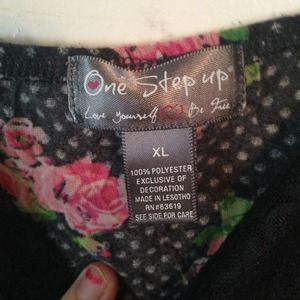 One Step up
Love yourself Be Free
XL
100% POLYESTER
EXCLUSIVE OF
DECORATION
MADE IN LESOTHO
RN#63619
SEE SIDE FOR CARE